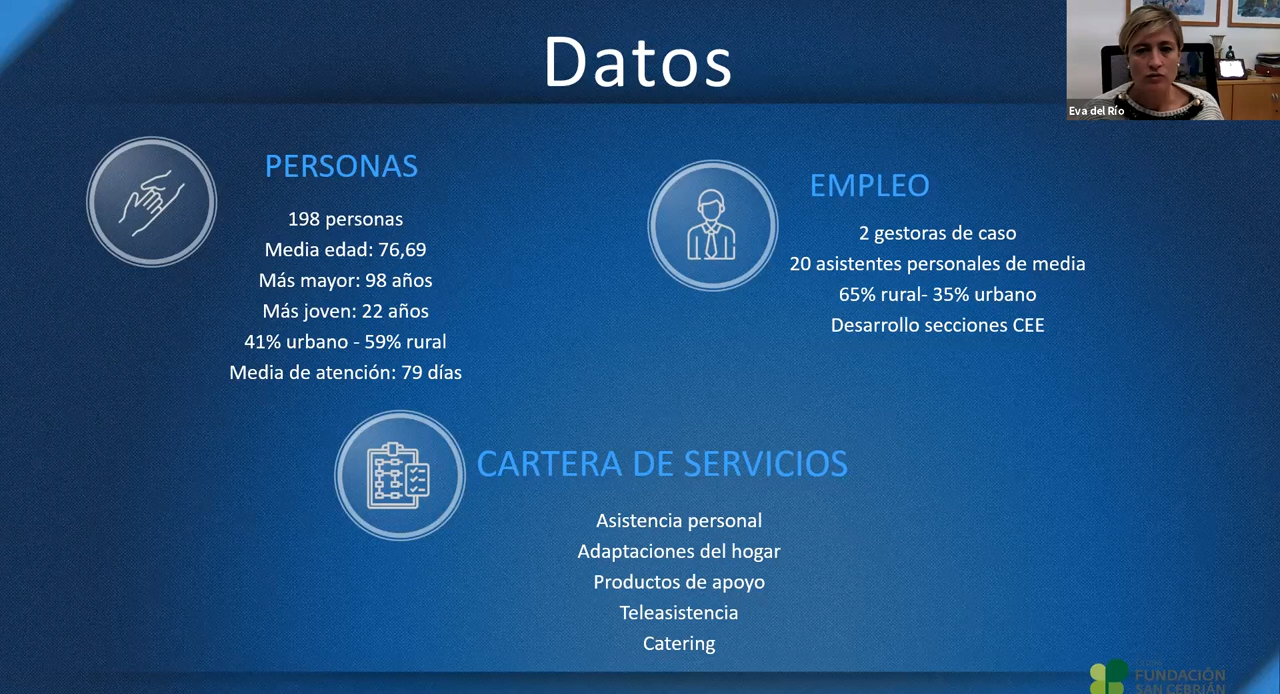 Datos
Eva del Río
PERSONAS
198 personas
Media edad: 76,69
Más mayor: 98 años
Más joven: 22 años
41% urbano - 59% rural
Media de atención: 79 días
EMPLEO
2 gestoras de caso
20 asistentes personales de media
65% rural- 35% urbano
Desarrollo secciones CEE
CARTERA DE SERVICIOS
Asistencia personal
Adaptaciones del hogar
Productos de apoyo
Teleasistencia
Catering
FUNDACIÓN
SAN CEBRIÁN